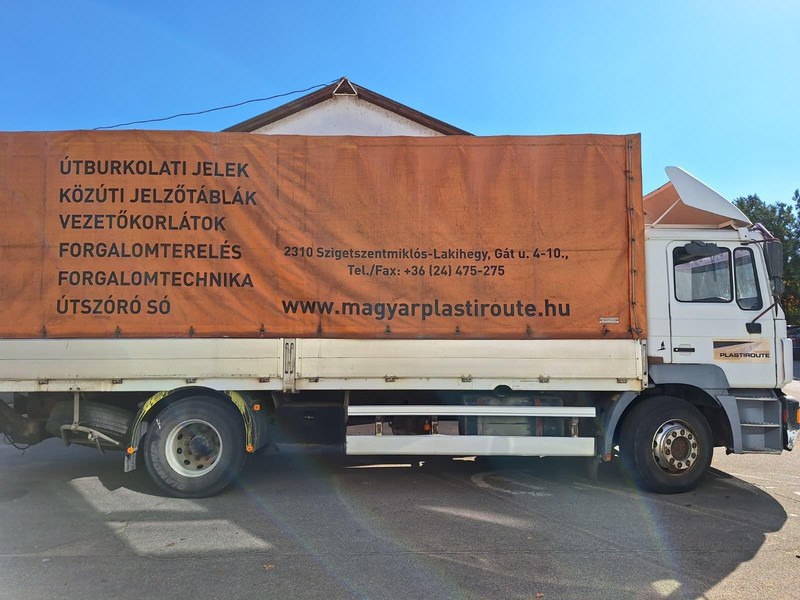 ÚTBURKOLATI JELEK
KÖZÚTI JELZŐTÁBLÁK
VEZETŐKORLÁTOK
FORGALOMTERELÉS
FORGALOMTECHNIKA
ÚTSZÓRÓ SÓ
2310 Szigetszentmiklós-Lakihegy, Gát u. 4-10.,
Tel./Fax: +36 (24) 475-275
www.magyarplastiroute.hu
PLASTIROUTE